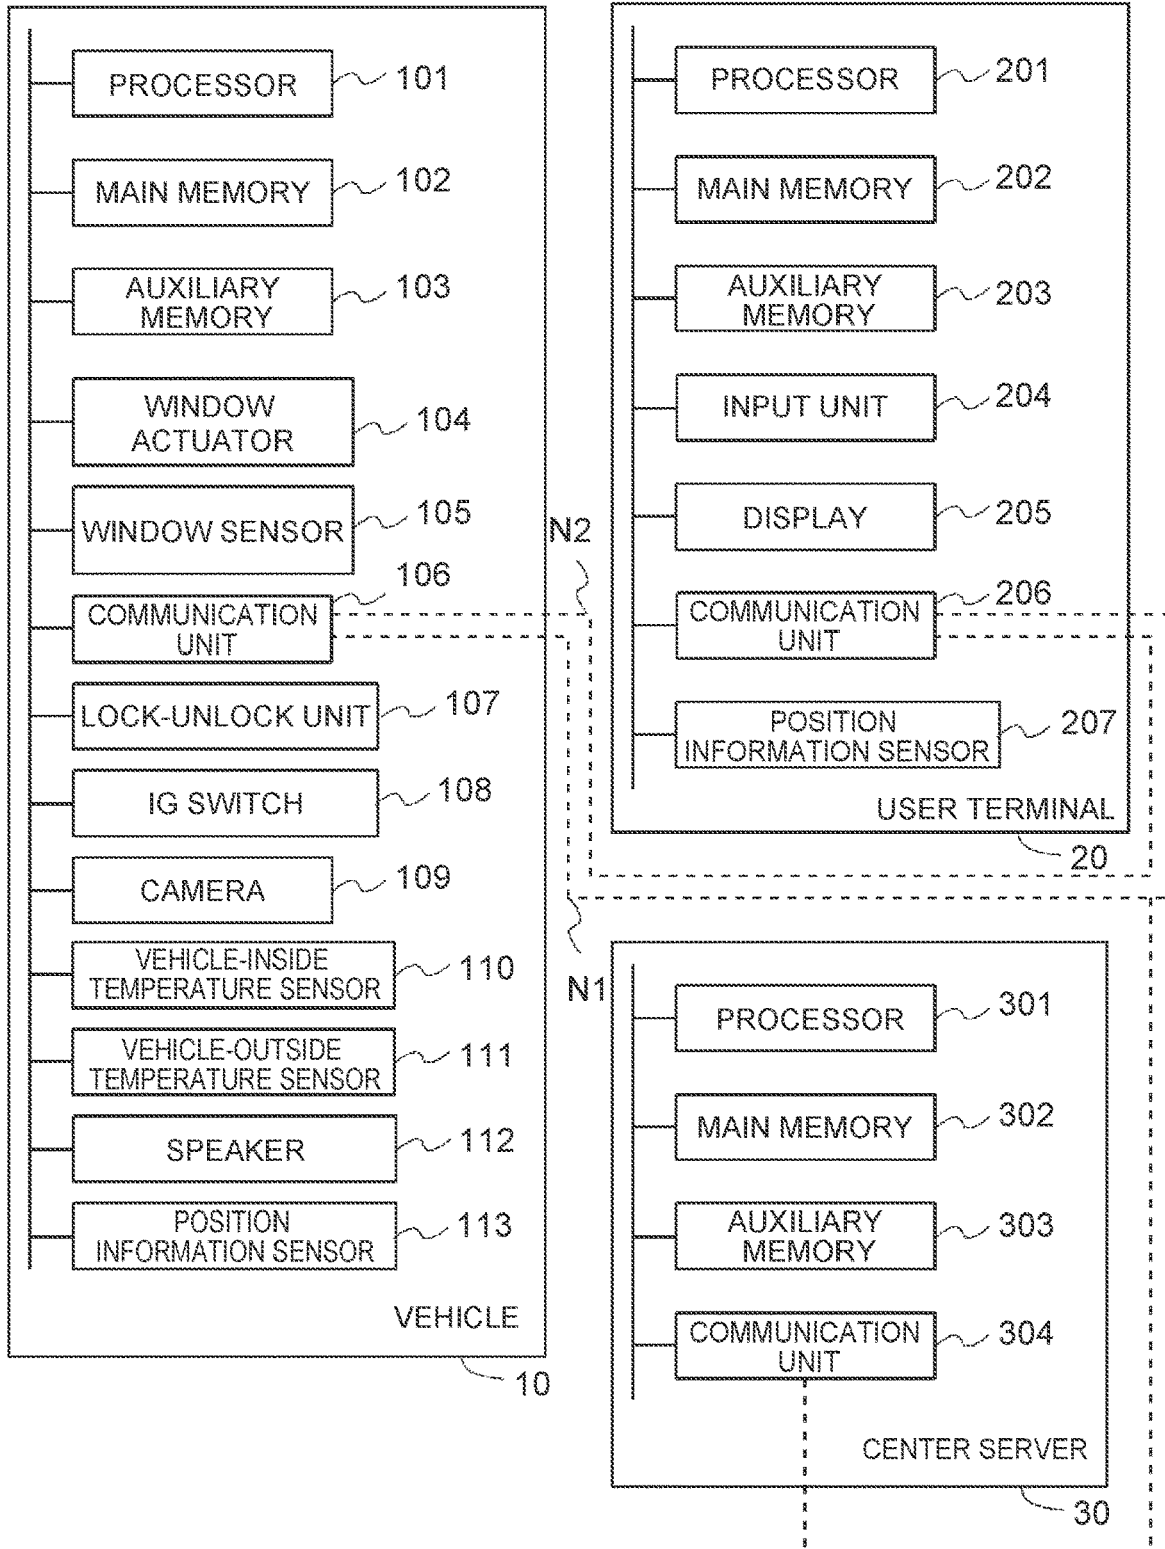 PROCESSOR
101
MAIN MEMORY
102
AUXILIARY
MEMORY
103
WINDOW
ACTUATOR
104
WINDOW SENSOR
105
COMMUNICATION
UNIT
106
LOCK-UNLOCK UNIT
107
IG SWITCH
108
CAMERA
109
VEHICLE-INSIDE
TEMPERATURE SENSOR
110
VEHICLE-OUTSIDE
TEMPERATURE SENSOR
111
SPEAKER
112
POSITION
INFORMATION SENSOR
113
VEHICLE
10
N2
N1
PROCESSOR
201
MAIN MEMORY
202
AUXILIARY
MEMORY
203
INPUT UNIT
204
DISPLAY
205
COMMUNICATION
UNIT
206
POSITION
INFORMATION SENSOR
207
USER TERMINAL
20
PROCESSOR
301
MAIN MEMORY
302
AUXILIARY
MEMORY
303
COMMUNICATION
UNIT
304
CENTER SERVER
30